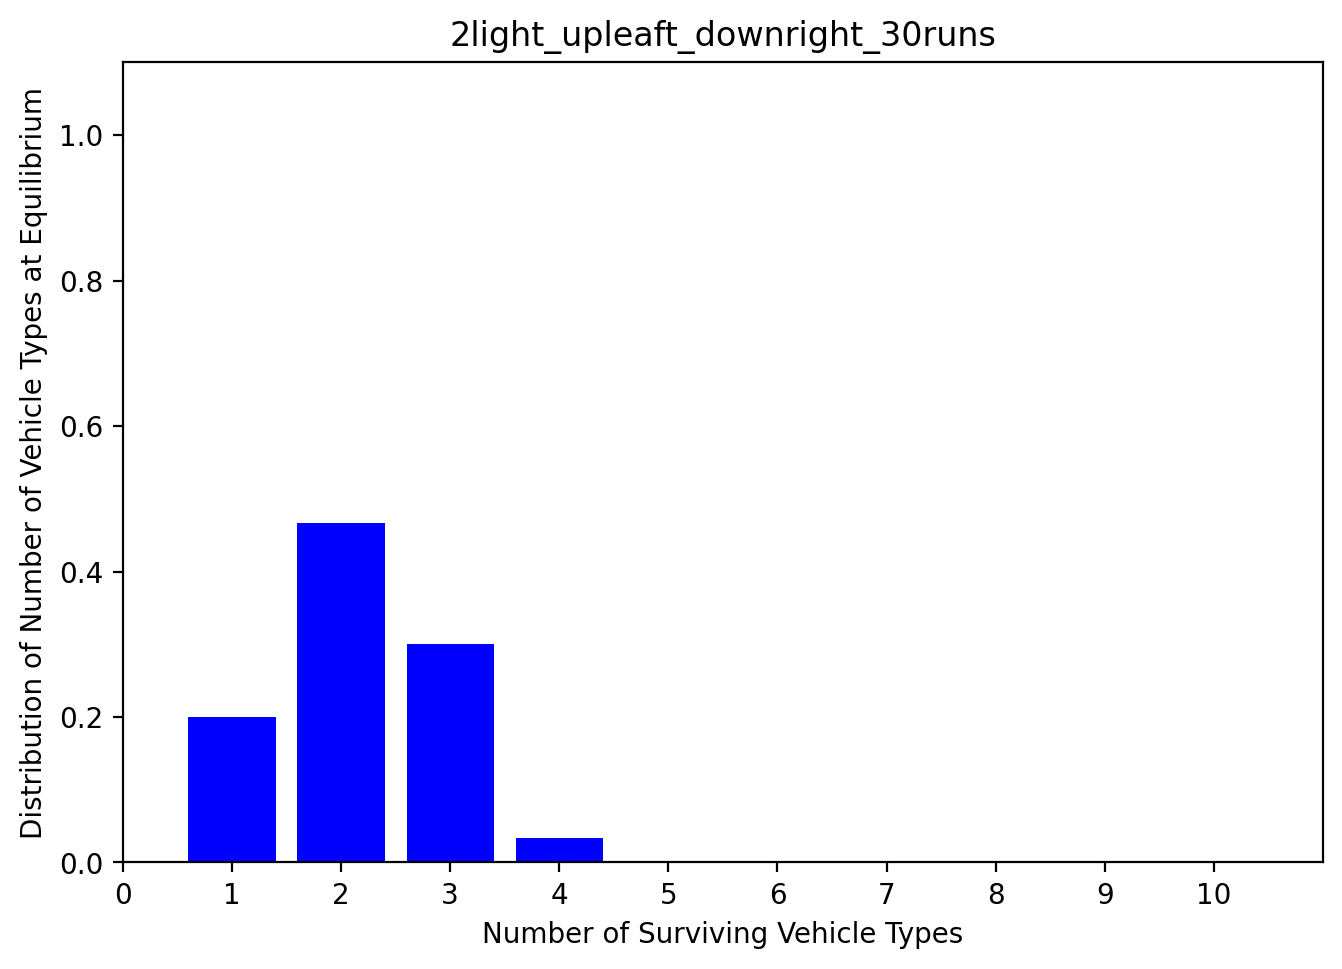 2light_upleaft_downright_30runs
Distribution of Number of Vehicle Types at Equilibrium
1.0
0.8
0.6
0.4
0.2
0.0
0 1 2 3 4 5 6 7 8 9 10
Number of Surviving Vehicle Types